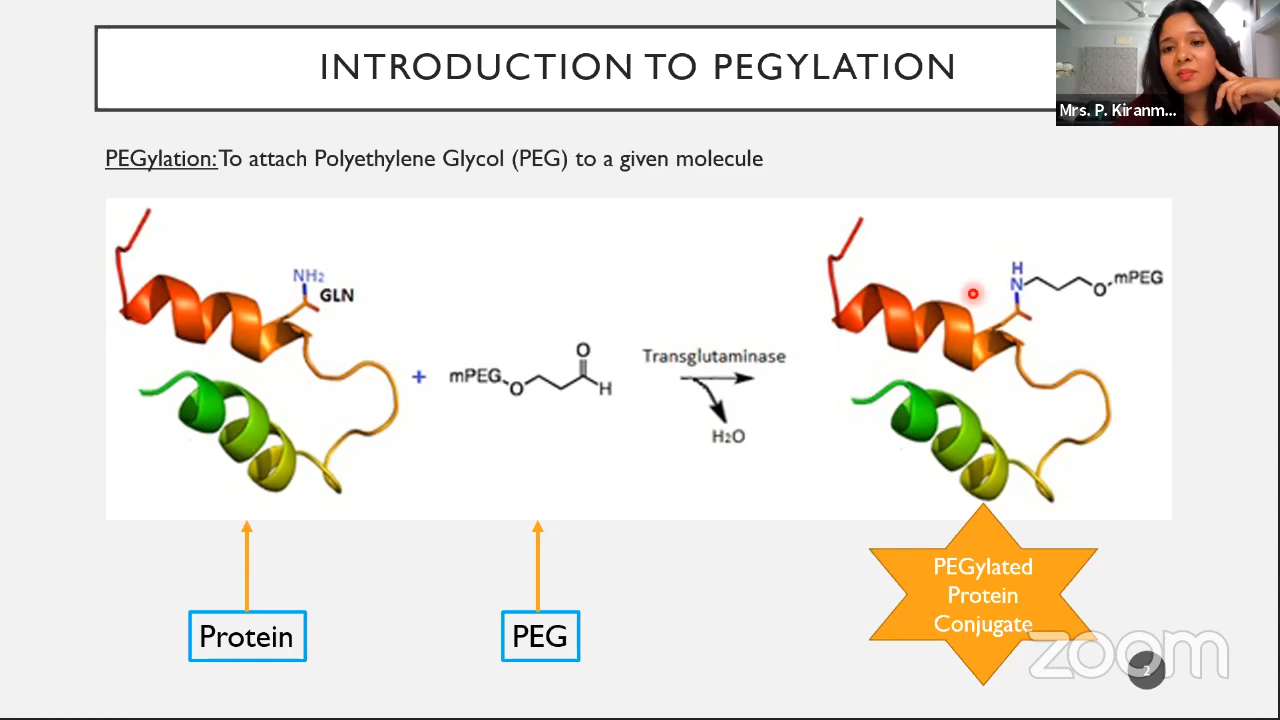 INTRODUCTION TO PEGYLATION
Mrs. P. Kiranm...
PEGylation: To attach Polyethylene Glycol (PEG) to a given molecule
NH2
GLN
+
mPEG
O
O
H
Transglutaminase
H2O
H
N
O
mPEG
Protein
PEG
PEGylated
Protein
Conjugate
zoom
2